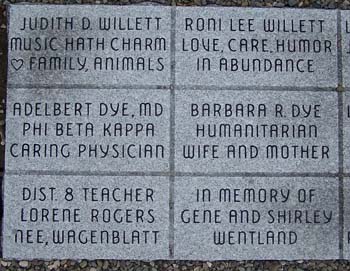 JUDITH D. WILLETT
MUSIC HATH CHARM
♡ FAMILY, ANIMALS
RONI LEE WILLETT
LOVE, CARE, HUMOR
IN ABUNDANCE
ADELBERT DYE, MD
PHI BETA KAPPA
CARING PHYSICIAN
BARBARA R. DYE
HUMANITARIAN
WIFE AND MOTHER
DIST. 8 TEACHER
LORENE ROGERS
NEE, WAGENBLATT
IN MEMORY OF
GENE AND SHIRLEY
WENTLAND